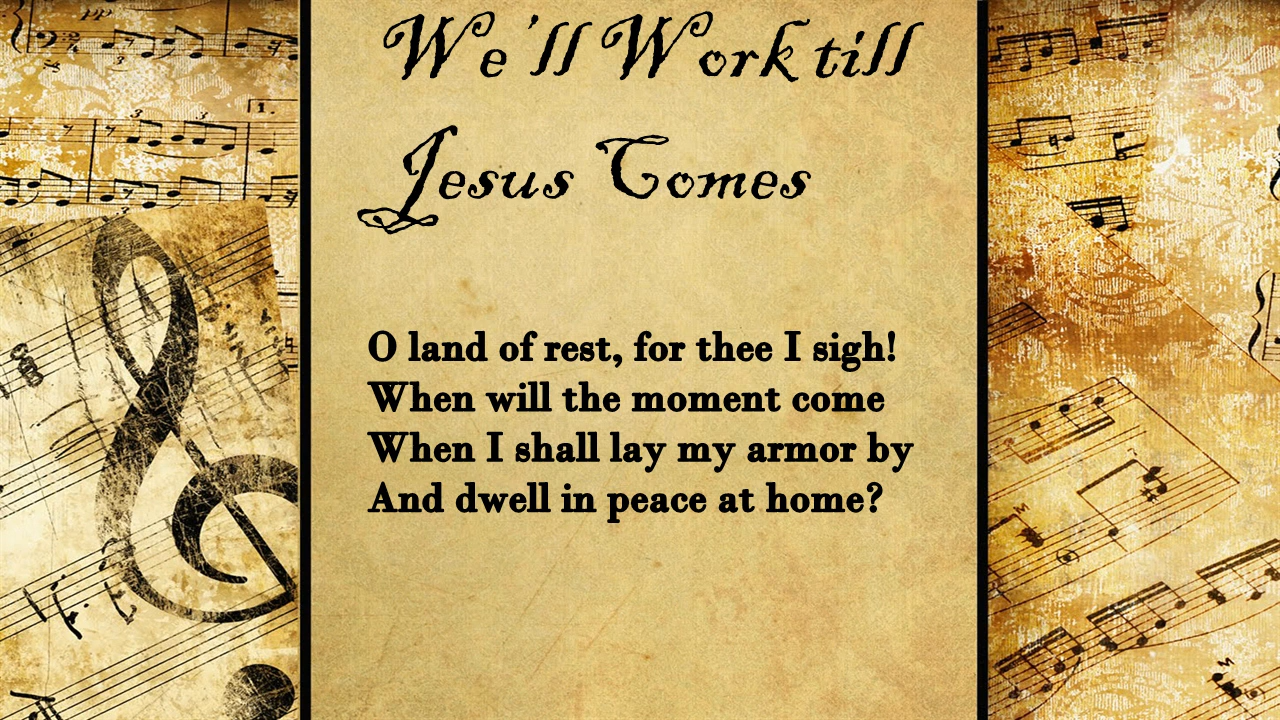 We'll Work till
Jesus Comes
O land of rest, for thee I sigh!
When will the moment come
When I shall lay my armor by
And dwell in peace at home?